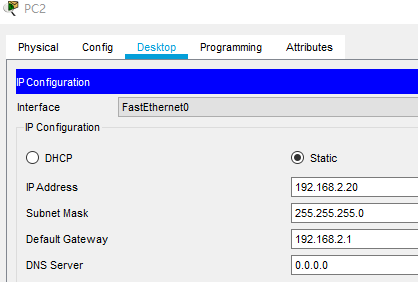 PC2
Physical Config Desktop Programming Attributes
IP Configuration
Interface FastEthernet0
IP Configuration
DHCP Static
IP Address 192.168.2.20
Subnet Mask 255.255.255.0
Default Gateway 192.168.2.1
DNS Server 0.0.0.0